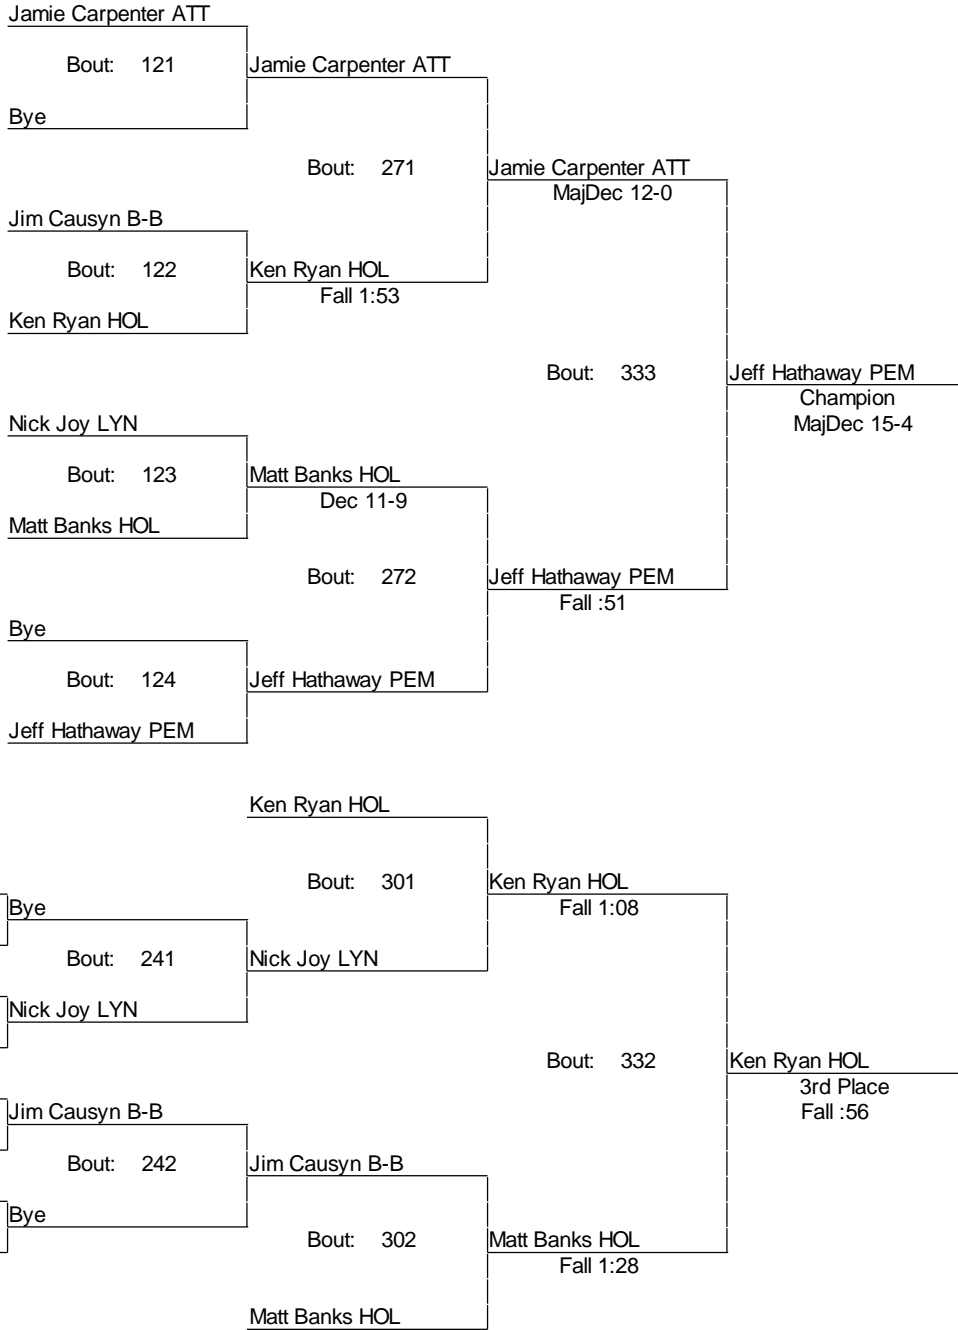 Jamie Carpenter ATT
Bout: 121
Jamie Carpenter ATT
Bye
Bout: 271
Jamie Carpenter ATT
MajDec 12-0
Jim Causyn B-B
Bout: 122
Ken Ryan HOL
Fall 1:53
Ken Ryan HOL
Bout: 333
Jeff Hathaway PEM
Champion
MajDec 15-4
Nick Joy LYN
Bout: 123
Matt Banks HOL
Dec 11-9
Matt Banks HOL
Bout: 272
Jeff Hathaway PEM
Fall :51
Bye
Bout: 124
Jeff Hathaway PEM
Jeff Hathaway PEM
Ken Ryan HOL
Bout: 301
Ken Ryan HOL
Fall 1:08
Bye
Bout: 241
Nick Joy LYN
Nick Joy LYN
Bout: 332
Ken Ryan HOL
3rd Place
Fall :56
Jim Causyn B-B
Bout: 242
Jim Causyn B-B
Bye
Bout: 302
Matt Banks HOL
Fall 1:28
Matt Banks HOL